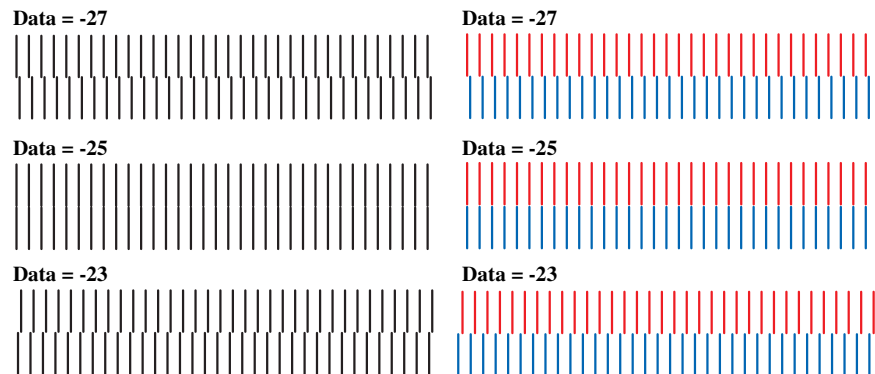 Data = -27
Data = -27
Data = -25
Data = -25
Data = -23
Data = -23